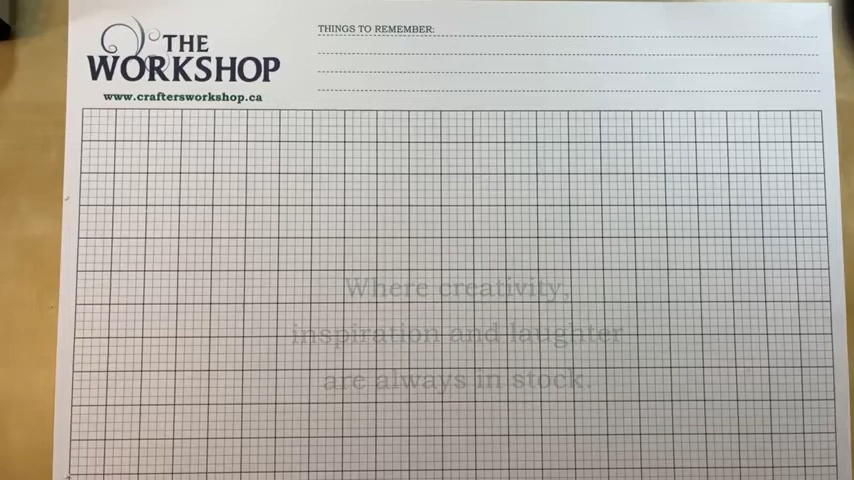 THE
WORKSHOP
www.craftersworkshop.ca
THINGS TO REMEMBER:
Where creativity,
inspiration and laughter
are always in stock.